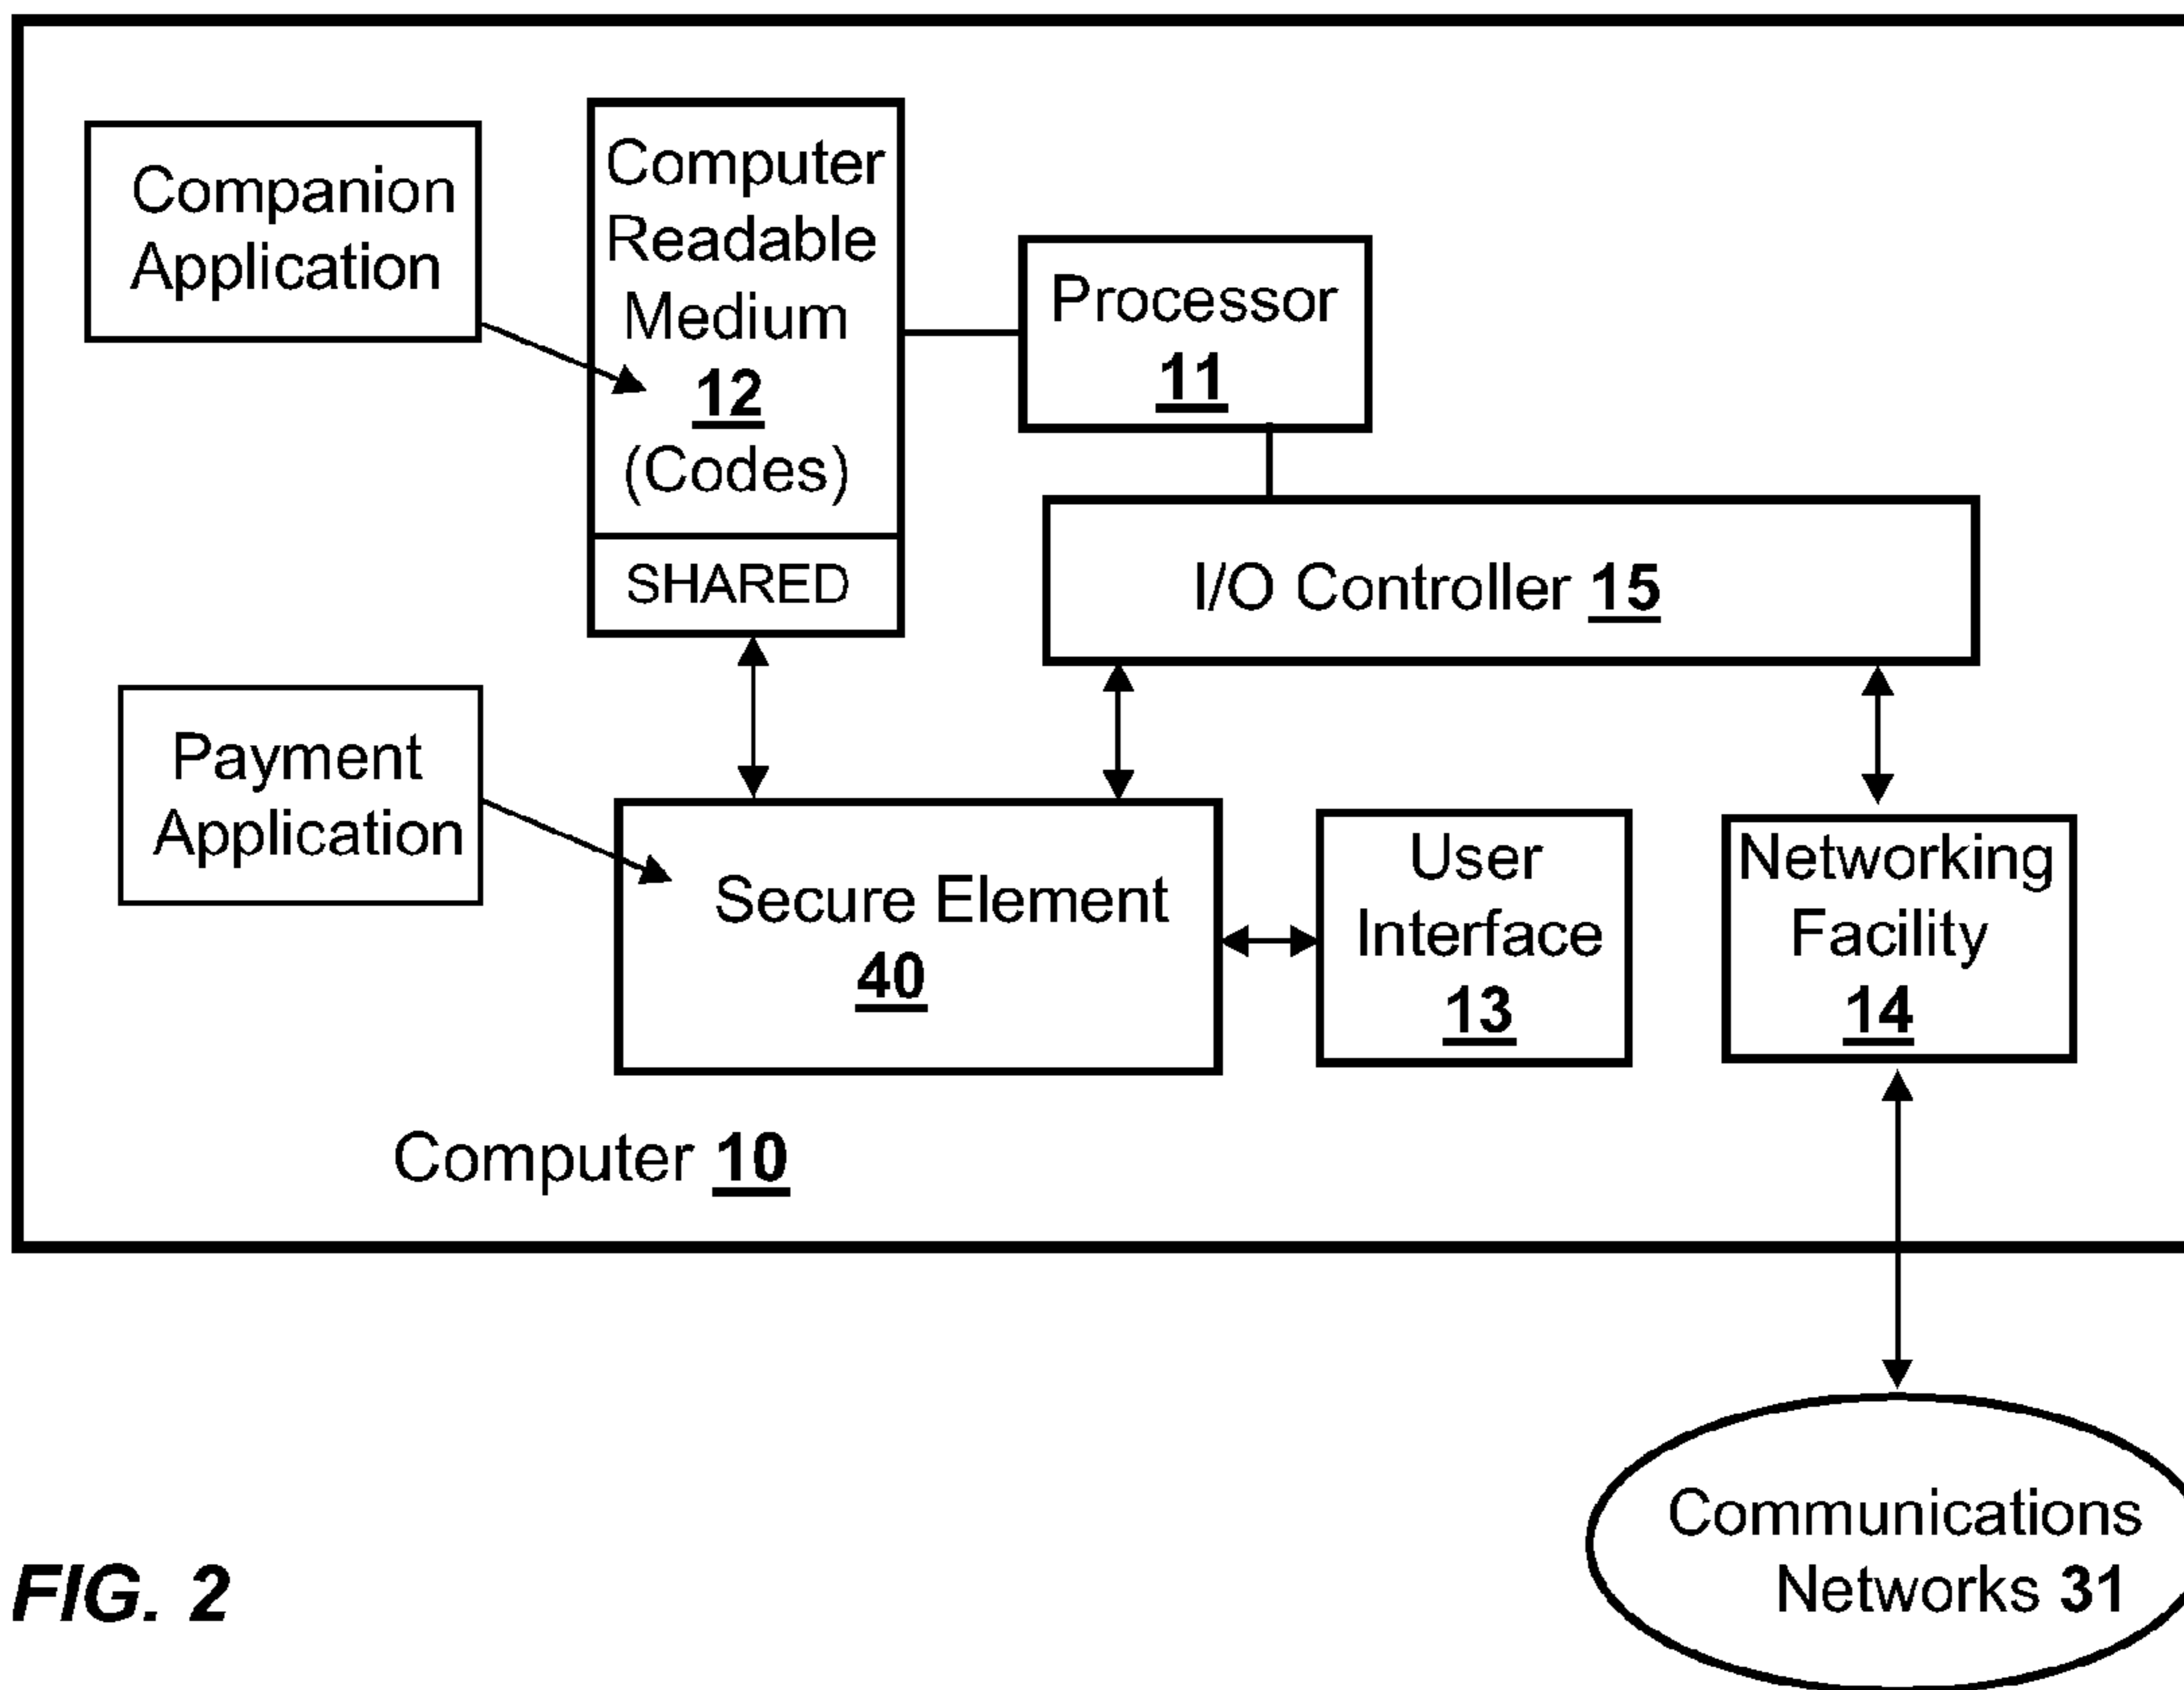 Companion
Application
Computer
Readable
Medium
12
(Codes)
SHARED
Processor
11
I/O Controller 15
Payment
Application
Secure Element
40
User
Interface
13
Networking
Facility
14
Computer 10
Communications
Networks 31
FIG. 2